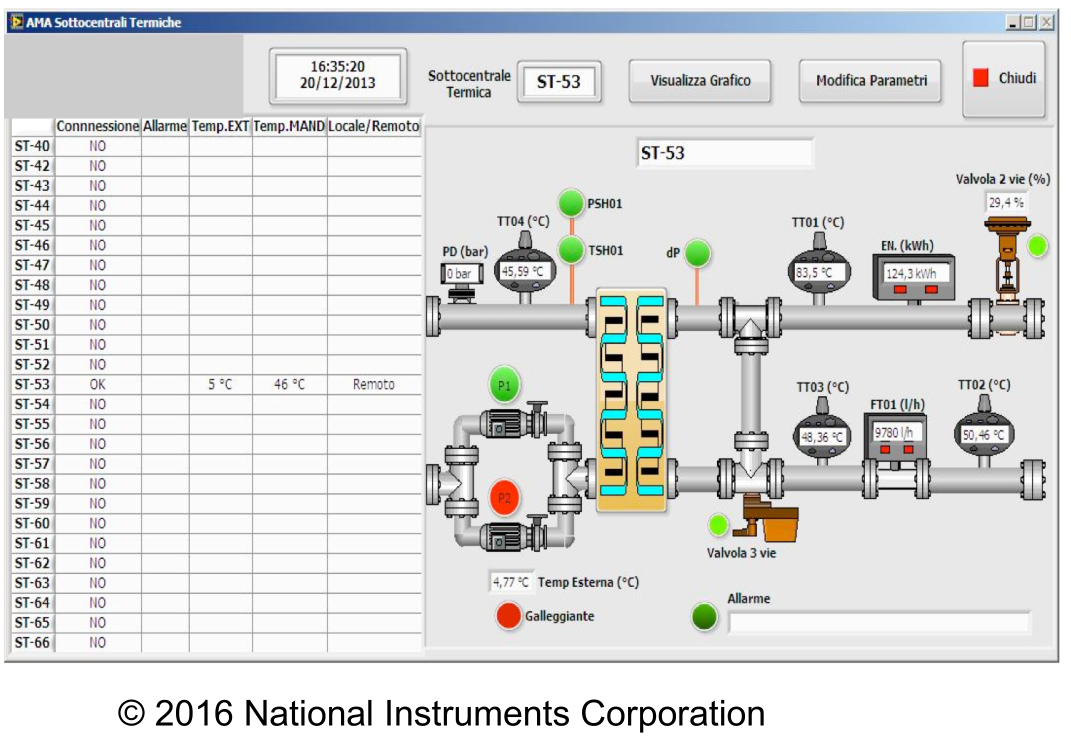 AMA Sottocentrali Termiche
16:35:20
20/12/2013
Sottocentrale
Termica
ST-53
Visualizza Grafico
Modifica Parametri
Chiudi
Connnessione Allarme Temp.EXT Temp.MAND Locale/Remoto
ST-40 NO
ST-42 NO
ST-43 NO
ST-44 NO
ST-45 NO
ST-46 NO
ST-47 NO
ST-48 NO
ST-49 NO
ST-50 NO
ST-51 NO
ST-52 NO
ST-53 OK 5 °C 46 °C Remoto
ST-54 NO
ST-55 NO
ST-56 NO
ST-57 NO
ST-58 NO
ST-59 NO
ST-60 NO
ST-61 NO
ST-62 NO
ST-63 NO
ST-64 NO
ST-65 NO
ST-66 NO
ST-53
Valvola 2 vie (%)
29,4 %
PSH01
TT04 (°C)
TT01 (°C)
PD (bar)
TSH01
dP
EN. (kWh)
0 bar
45,59 °C
83,5 °C
124,3 kWh
P1
TT03 (°C)
TT02 (°C)
FT01 (l/h)
48,36 °C
9780 l/h
50,46 °C
P2
Valvola 3 vie
4,77 °C Temp Esterna (°C)
Galleggiante
Allarme
© 2016 National Instruments Corporation